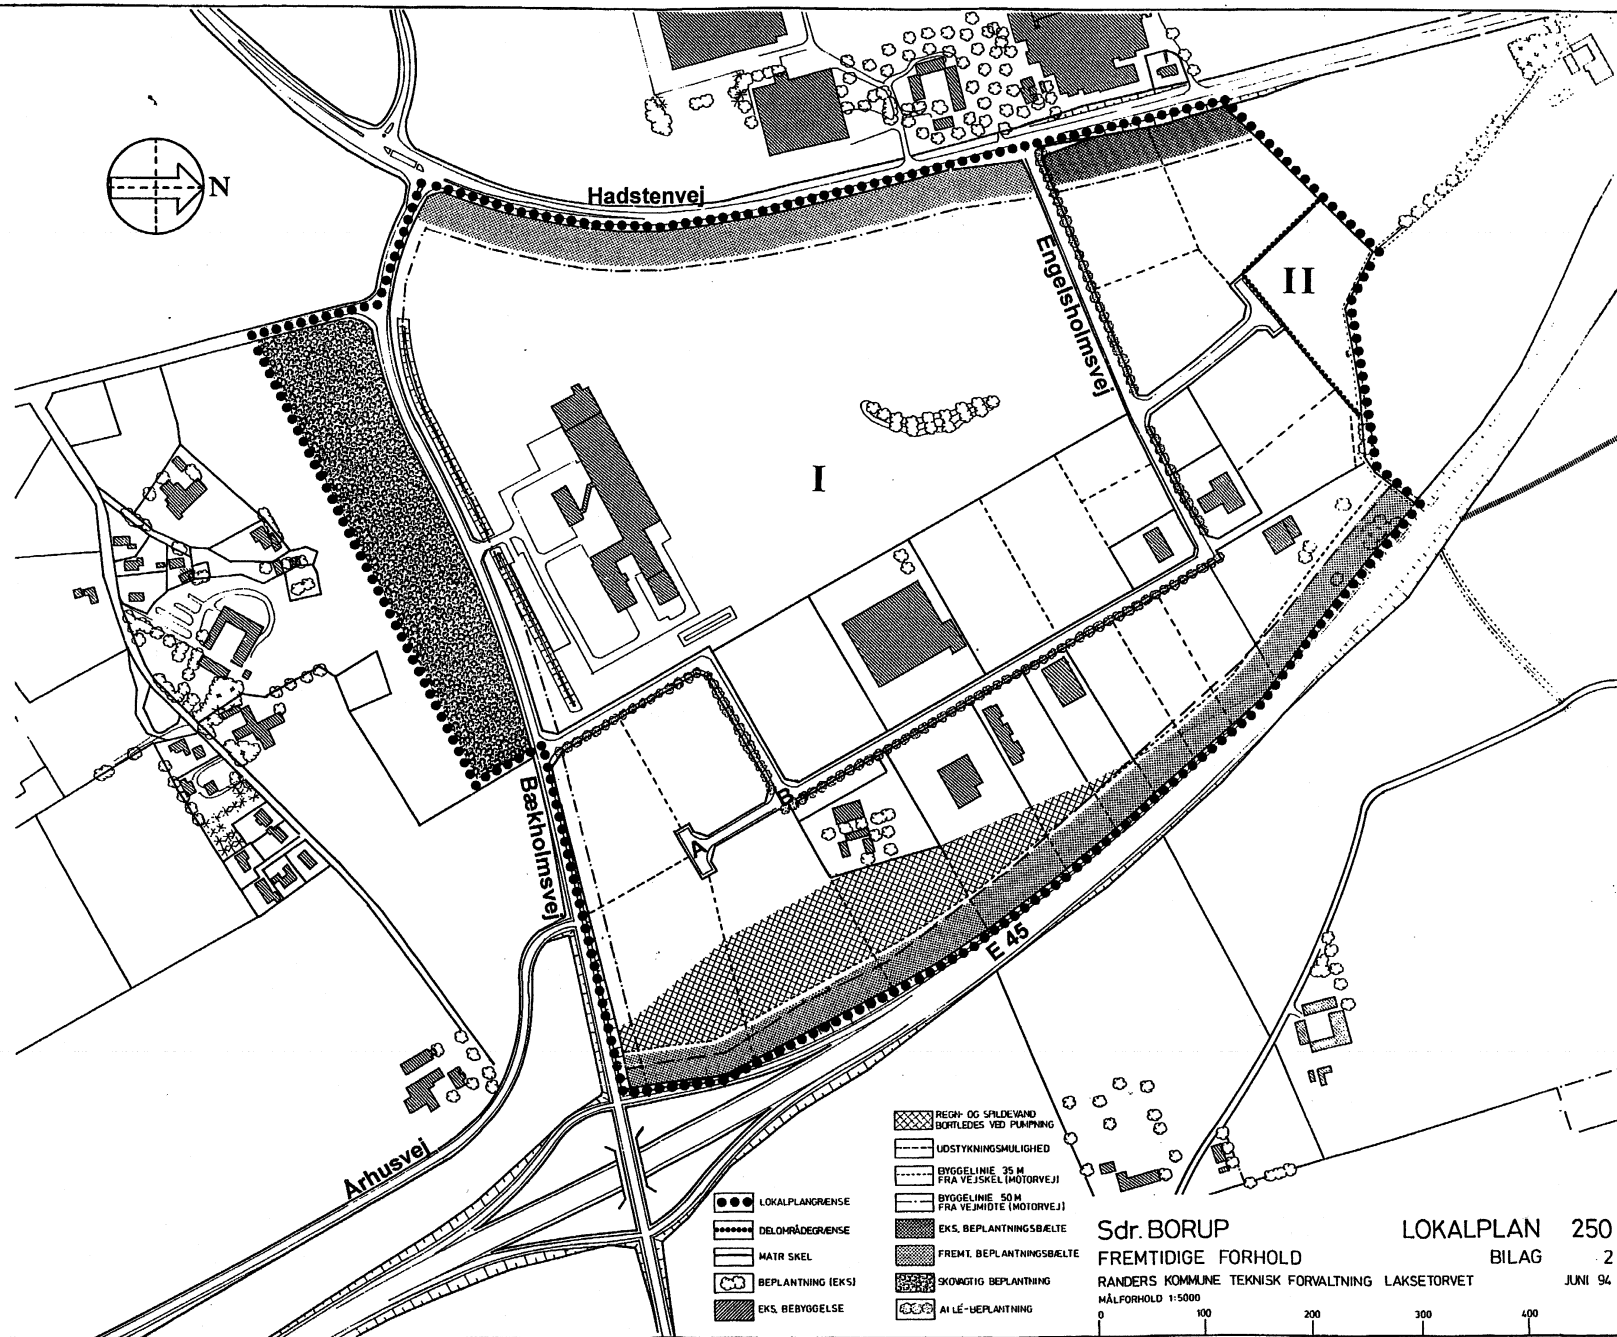 N
Hadstenvej
Engelsholmsvej
II
I
Bækholmsvej
B
A
E 45
Århusvej
REGN- OG SPILDEVAND
BORTLEDES VED PUMPNING
UDSTYKNINGSMULIGHED
BYGGELINIE 35 M
FRA VEJSKEL (MOTORVEJ)
BYGGELINIE 50 M
FRA VEJMIDTE (MOTORVEJ)
LOKALPLANGRÆNSE
DELOMRÅDEGRÆNSE
MATR SKEL
BEPLANTNING (EKS)
EKS. BEBYGGELSE
EKS. BEPLANTNINGSBÆLTE
FREMT. BEPLANTNINGSBÆLTE
SKOVAGTIG BEPLANTNING
ALLÉ-BEPLANTNING
Sdr. BORUP LOKALPLAN 250
FREMTIDIGE FORHOLD BILAG 2
RANDERS KOMMUNE TEKNISK FORVALTNING LAKSETORVET JUNI 94
MÅLFORHOLD 1:5000
0 100 200 300 400